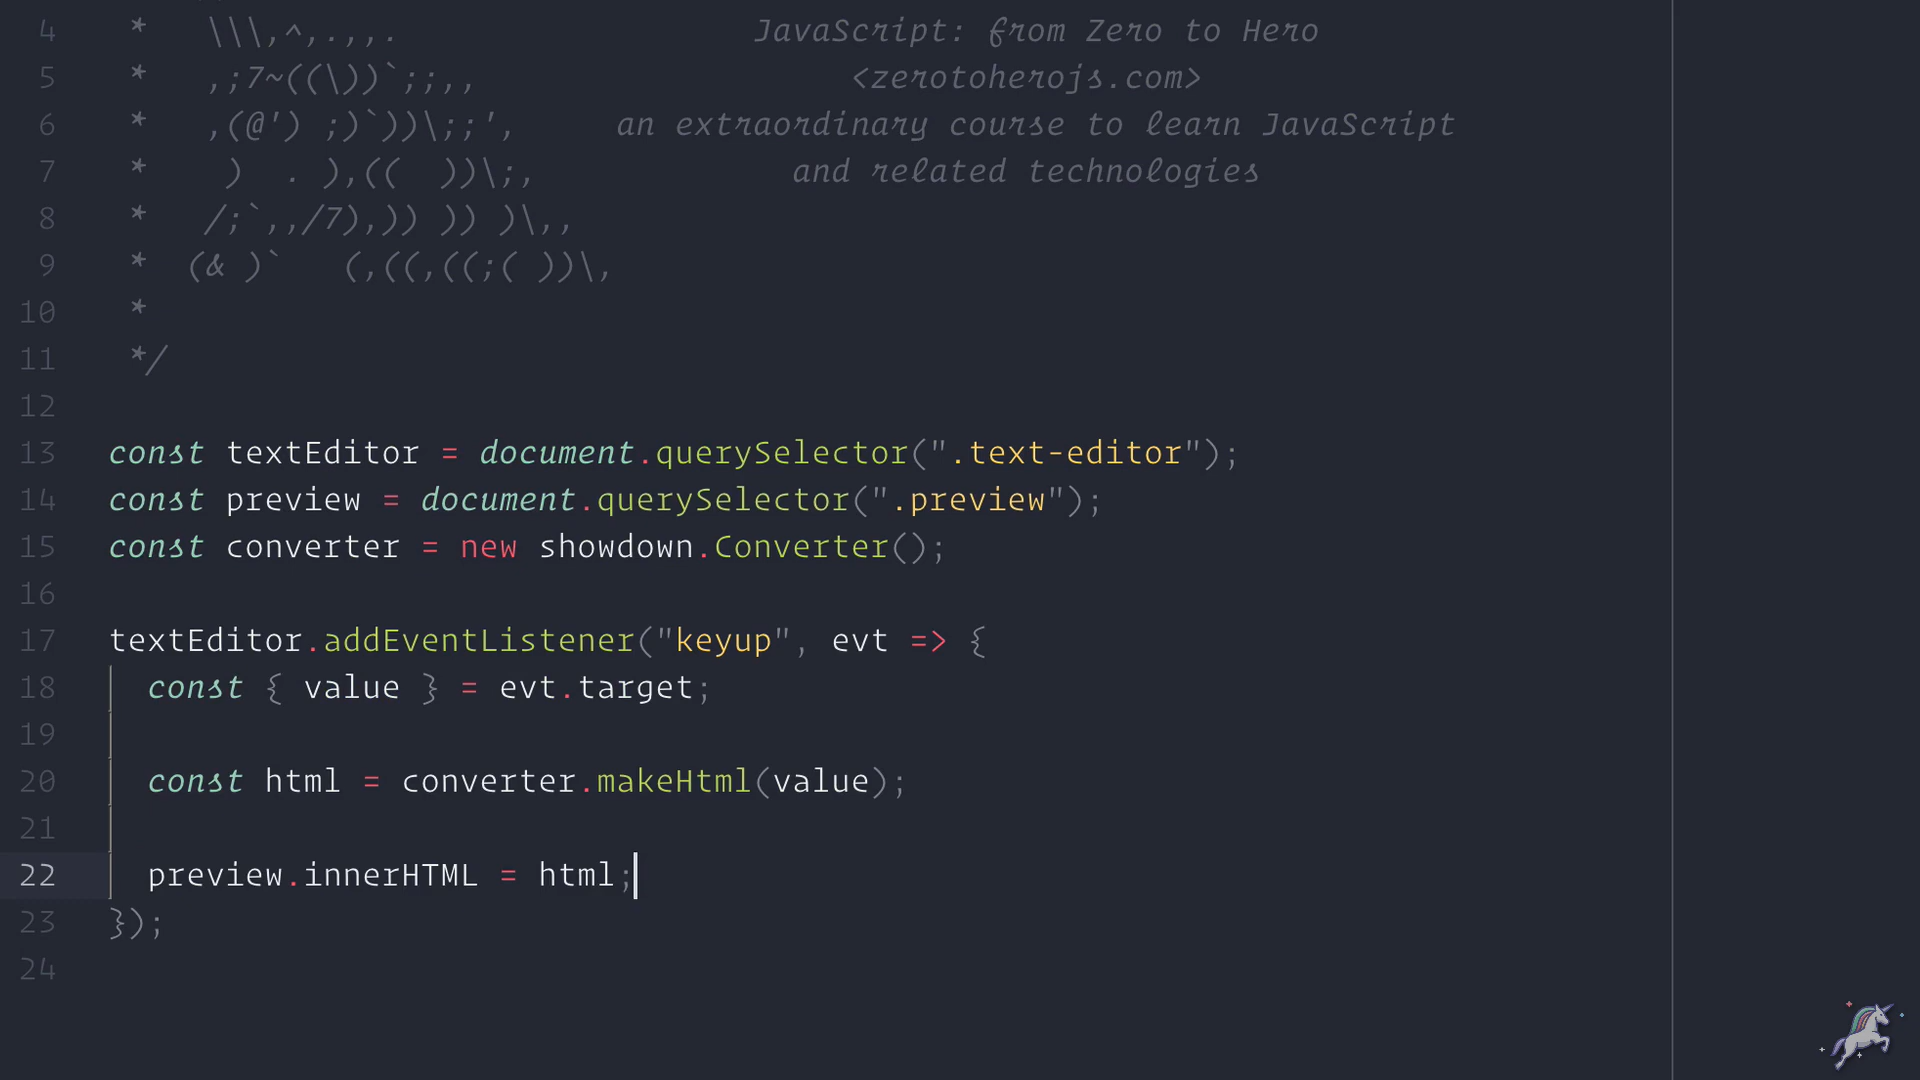 4  *   \\\,^,.,,.                  JavaScript: from Zero to Hero
5  *   ,;7~((\))`;;,,                   <zerotoherojs.com>
6  *   ,(@') ;)`))\;;',     an extraordinary course to learn JavaScript
7  *    )  . ),((  ))\;,             and related technologies
8  *   /;`,,/7),)) )) )\,,
9  *  (& )`   (,((,((;( ))\,
10  *
11  */
12
13 const textEditor = document.querySelector(".text-editor");
14 const preview = document.querySelector(".preview");
15 const converter = new showdown.Converter();
16
17 textEditor.addEventListener("keyup", evt => {
18   const { value } = evt.target;
19
20   const html = converter.makeHtml(value);
21
22   preview.innerHTML = html;
23 });
24